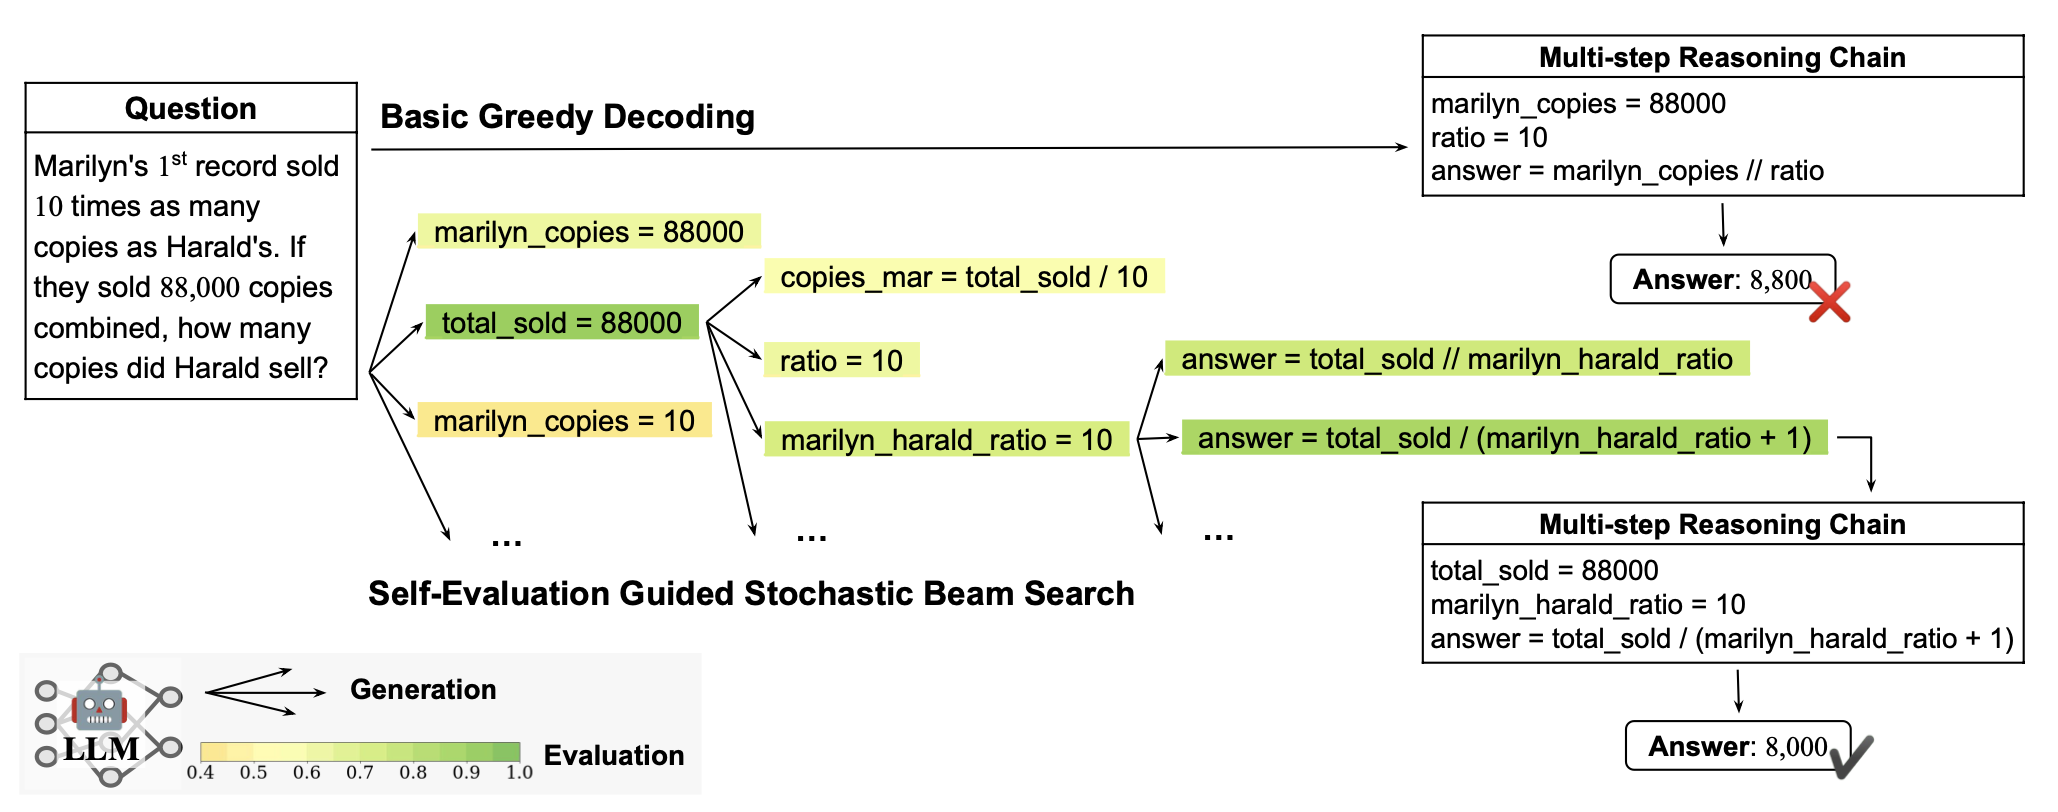 Question
Marilyn's 1st record sold
10 times as many
copies as Harald's. If
they sold 88,000 copies
combined, how many
copies did Harald sell?
Basic Greedy Decoding
Multi-step Reasoning Chain
marilyn_copies = 88000
ratio = 10
answer = marilyn_copies // ratio
Answer: 8,800
marilyn_copies = 88000
total_sold = 88000
marilyn_copies = 10
...
copies_mar = total_sold / 10
ratio = 10
marilyn_harald_ratio = 10
...
answer = total_sold // marilyn_harald_ratio
answer = total_sold / (marilyn_harald_ratio + 1)
...
Self-Evaluation Guided Stochastic Beam Search
Multi-step Reasoning Chain
total_sold = 88000
marilyn_harald_ratio = 10
answer = total_sold / (marilyn_harald_ratio + 1)
Answer: 8,000
LLM
Generation
Evaluation
0.4 0.5 0.6 0.7 0.8 0.9 1.0